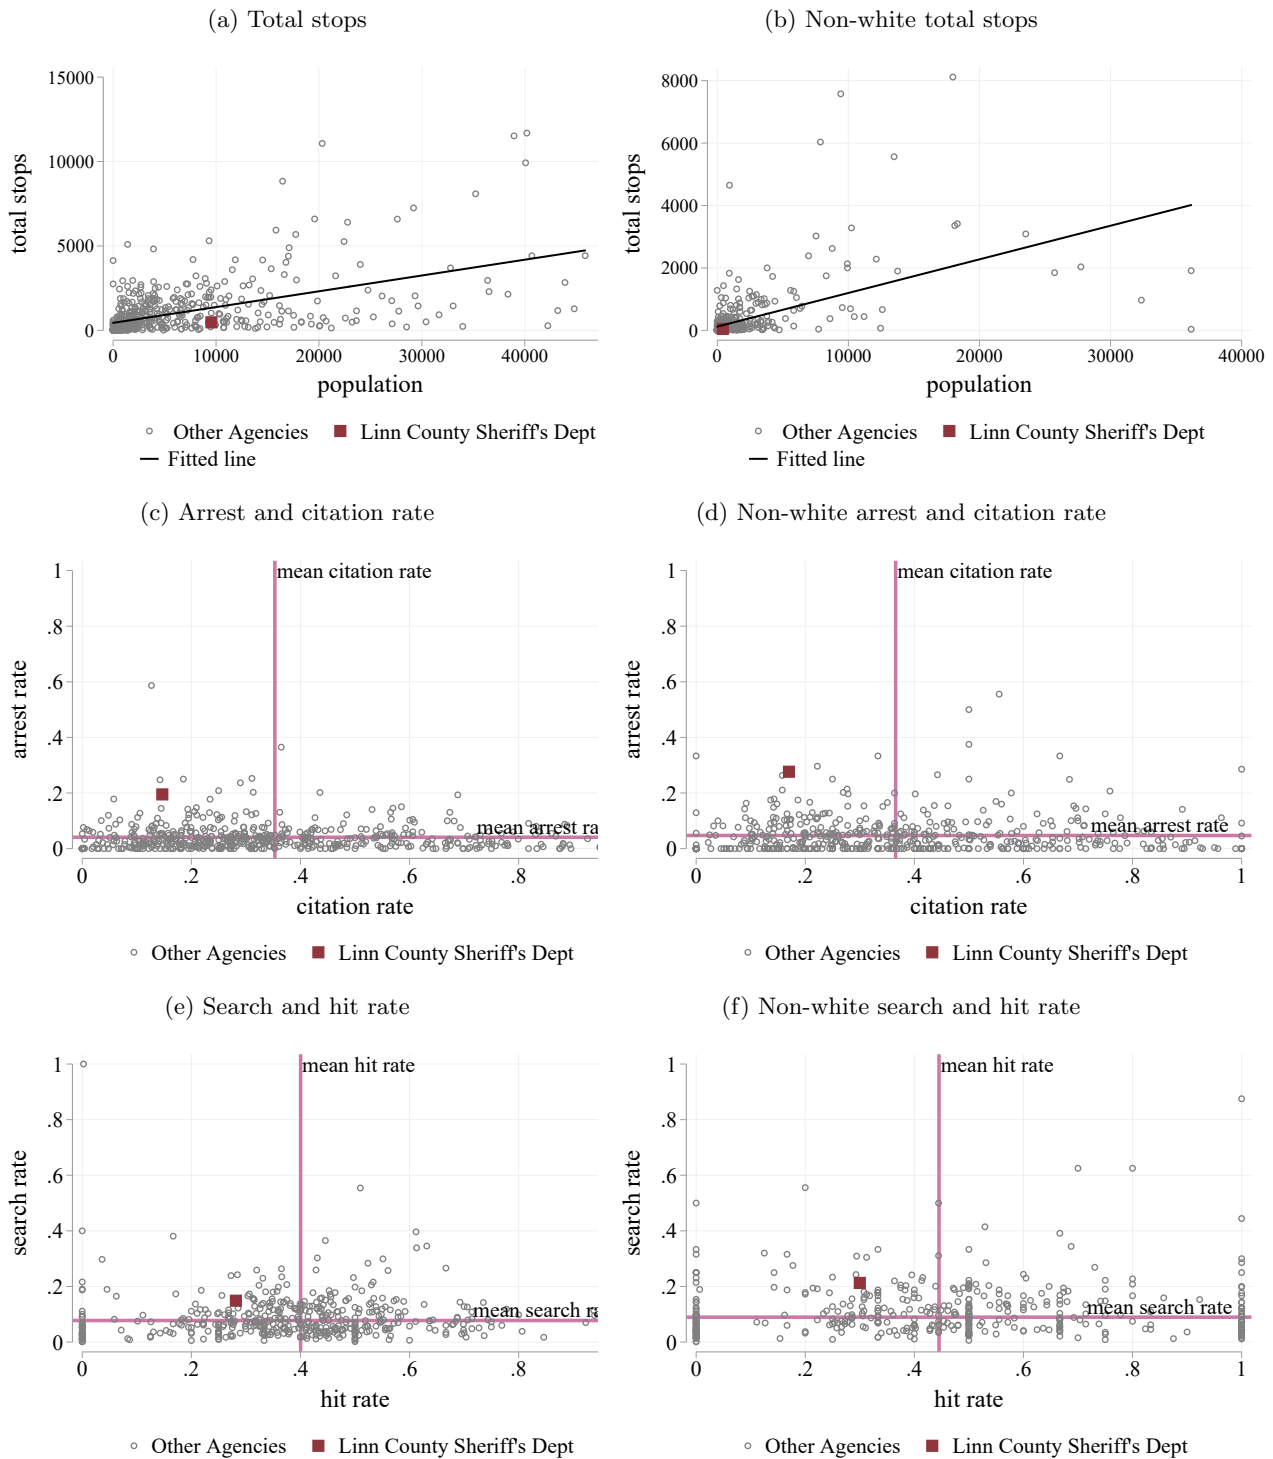 (a) Total stops
(b) Non-white total stops
15000
10000
5000
0
total stops
0 10000 20000 30000 40000
population
Other Agencies Linn County Sheriff's Dept
Fitted line
8000
6000
4000
2000
0
total stops
0 10000 20000 30000 40000
population
Other Agencies Linn County Sheriff's Dept
Fitted line
(c) Arrest and citation rate
(d) Non-white arrest and citation rate
mean citation rate
1
.8
.6
.4
.2
0
arrest rate
mean arrest ra
0 .2 .4 .6 .8
citation rate
Other Agencies Linn County Sheriff's Dept
mean citation rate
1
.8
.6
.4
.2
0
arrest rate
mean arrest rate
0 .2 .4 .6 .8 1
citation rate
Other Agencies Linn County Sheriff's Dept
(e) Search and hit rate
(f) Non-white search and hit rate
mean hit rate
1
.8
.6
.4
.2
0
search rate
mean search ra
0 .2 .4 .6 .8
hit rate
Other Agencies Linn County Sheriff's Dept
mean hit rate
1
.8
.6
.4
.2
0
search rate
mean search rate
0 .2 .4 .6 .8 1
hit rate
Other Agencies Linn County Sheriff's Dept